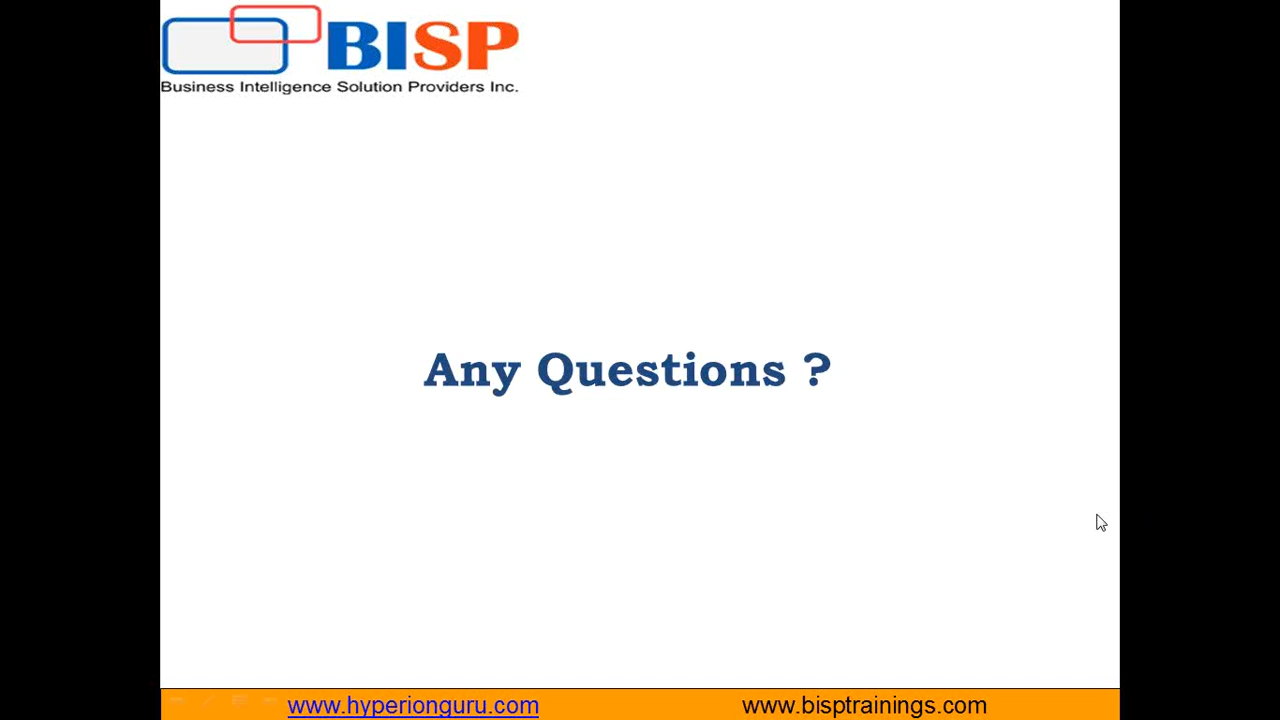 BISP
Business Intelligence Solution Providers Inc.
Any Questions ?
www.hyperionguru.com www.bisptrainings.com